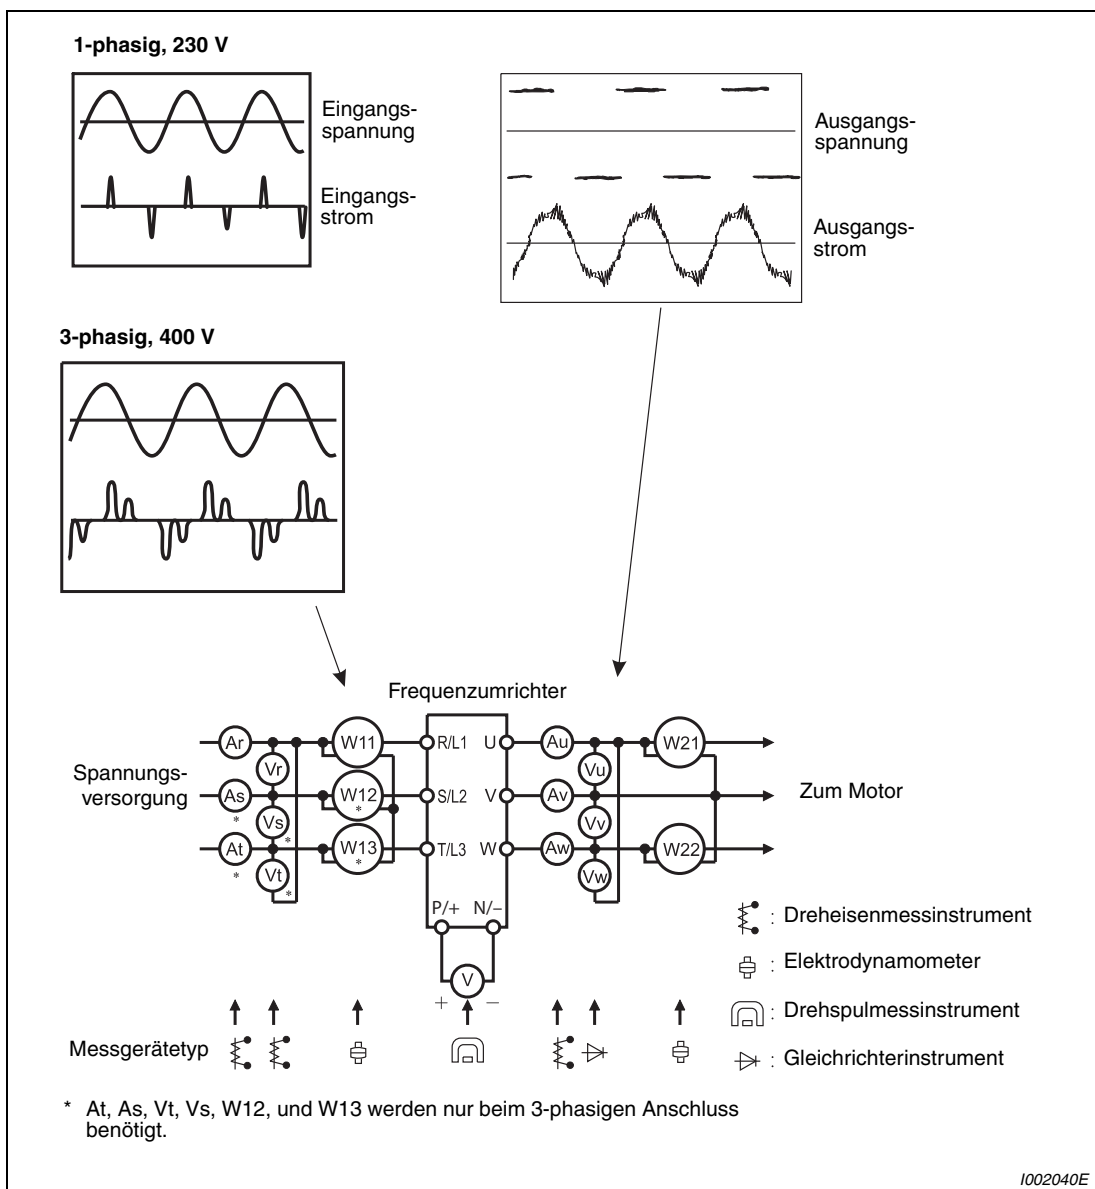 1-phasig, 230 V
Eingangs-
spannung
Eingangs-
strom
Ausgangs-
spannung
Ausgangs-
strom
3-phasig, 400 V
Frequenzumrichter
Ar
W11
R/L1
U
Au
W21
Vr
Vu
Spannungs-
versorgung
As
*
W12
*
S/L2
V
Av
Zum Motor
Vs
*
Vv
At
*
W13
*
T/L3
W
Aw
W22
Vt
*
Vw
P/+
N/–
V
+
–
: Dreheisenmessinstrument
: Elektrodynamometer
: Drehspulmessinstrument
: Gleichrichterinstrument
Messgerätetyp
* At, As, Vt, Vs, W12, und W13 werden nur beim 3-phasigen Anschluss
benötigt.
I002040E